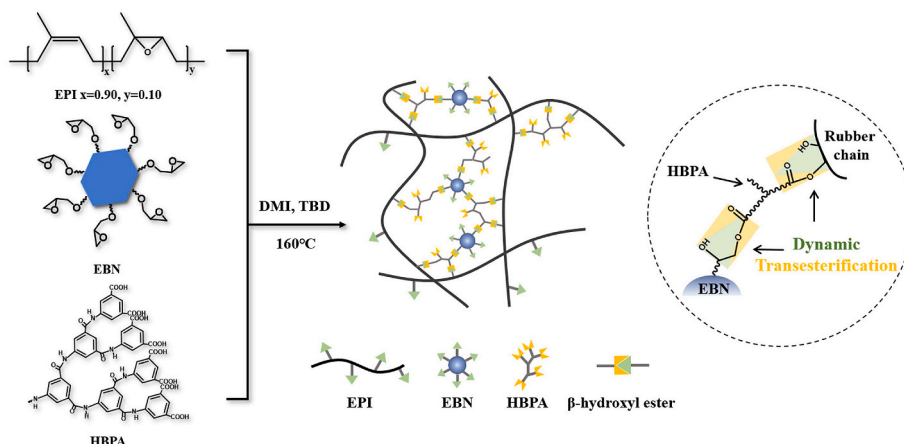 x
y
O
EPI x=0.90, y=0.10
O
O
O
O
O
O
O
O
O
O
O
O
O
O
EBN
COOH
COOH
COOH
COOH
COOH
COOH
COOH
COOH
HBPA
DMI, TBD
160℃
EPI
EBN
HBPA
β-hydroxyl ester
HO
Rubber
chain
HBPA
O
O
O
O
OH
Dynamic
Transesterification
EBN